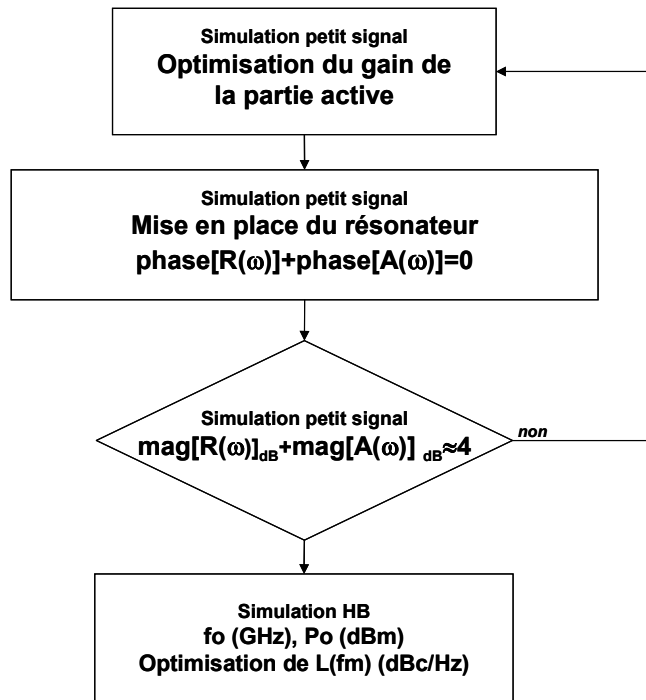 Simulation petit signal
Optimisation du gain de
la partie active
Simulation petit signal
Mise en place du résonateur
phase[R(ω)]+phase[A(ω)]=0
Simulation petit signal
mag[R(ω)]dB+mag[A(ω)] dB≈4
non
Simulation HB
fo (GHz), Po (dBm)
Optimisation de L(fm) (dBc/Hz)